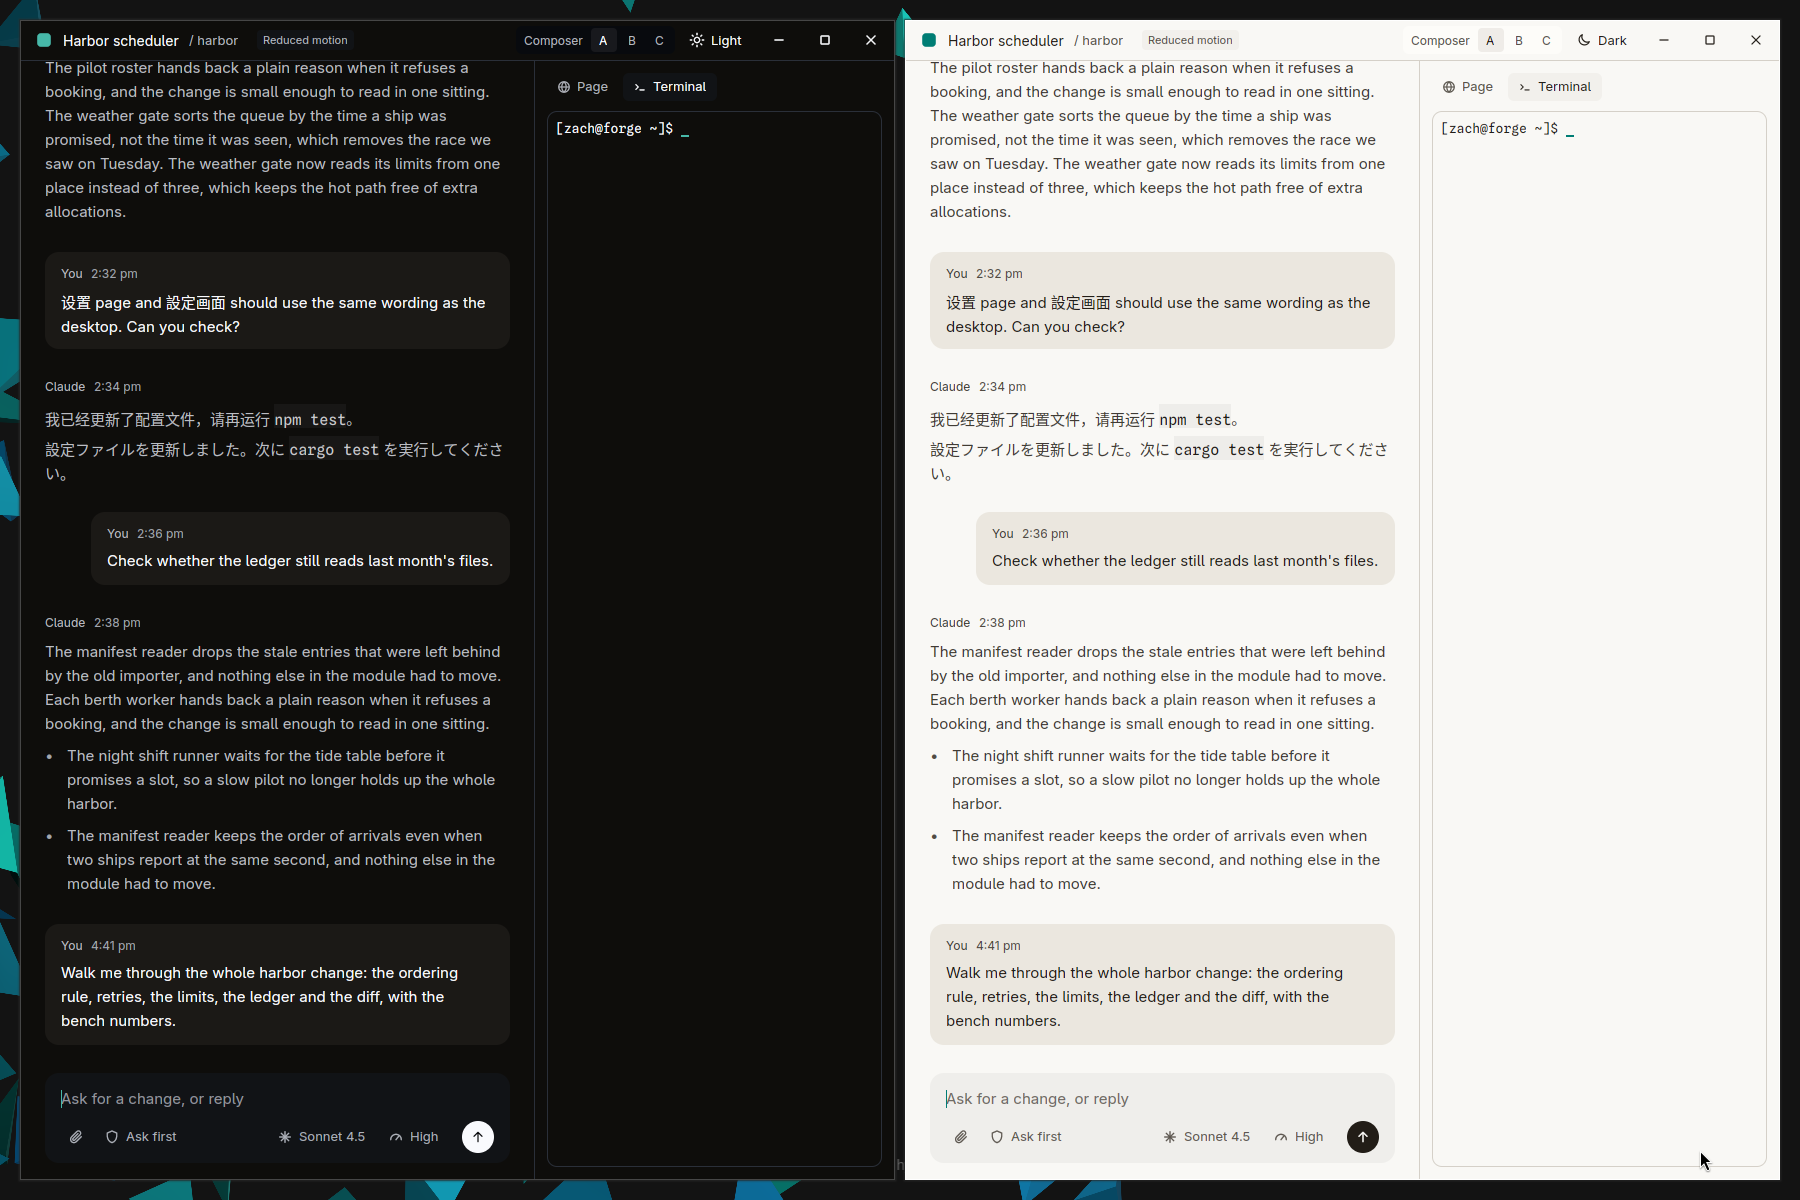 Harbor scheduler / harbor Reduced motion Composer A B C Light
The pilot roster hands back a plain reason when it refuses a
booking, and the change is small enough to read in one sitting.
The weather gate sorts the queue by the time a ship was
promised, not the time it was seen, which removes the race we
saw on Tuesday. The weather gate now reads its limits from one
place instead of three, which keeps the hot path free of extra
allocations.
You 2:32 pm
设置 page and 設定画面 should use the same wording as the
desktop. Can you check?
Claude 2:34 pm
我已经更新了配置文件，请再运行 npm test。
設定ファイルを更新しました。次に cargo test を実行してくださ
い。
You 2:36 pm
Check whether the ledger still reads last month's files.
Claude 2:38 pm
The manifest reader drops the stale entries that were left behind
by the old importer, and nothing else in the module had to move.
Each berth worker hands back a plain reason when it refuses a
booking, and the change is small enough to read in one sitting.
• The night shift runner waits for the tide table before it
promises a slot, so a slow pilot no longer holds up the whole
harbor.
• The manifest reader keeps the order of arrivals even when
two ships report at the same second, and nothing else in the
module had to move.
You 4:41 pm
Walk me through the whole harbor change: the ordering
rule, retries, the limits, the ledger and the diff, with the
bench numbers.
Ask for a change, or reply
Ask first Sonnet 4.5 High
Page Terminal
[zach@forge ~]$ _
Harbor scheduler / harbor Reduced motion Composer A B C Dark
The pilot roster hands back a plain reason when it refuses a
booking, and the change is small enough to read in one sitting.
The weather gate sorts the queue by the time a ship was
promised, not the time it was seen, which removes the race we
saw on Tuesday. The weather gate now reads its limits from one
place instead of three, which keeps the hot path free of extra
allocations.
You 2:32 pm
设置 page and 設定画面 should use the same wording as the
desktop. Can you check?
Claude 2:34 pm
我已经更新了配置文件，请再运行 npm test。
設定ファイルを更新しました。次に cargo test を実行してくださ
い。
You 2:36 pm
Check whether the ledger still reads last month's files.
Claude 2:38 pm
The manifest reader drops the stale entries that were left behind
by the old importer, and nothing else in the module had to move.
Each berth worker hands back a plain reason when it refuses a
booking, and the change is small enough to read in one sitting.
• The night shift runner waits for the tide table before it
promises a slot, so a slow pilot no longer holds up the whole
harbor.
• The manifest reader keeps the order of arrivals even when
two ships report at the same second, and nothing else in the
module had to move.
You 4:41 pm
Walk me through the whole harbor change: the ordering
rule, retries, the limits, the ledger and the diff, with the
bench numbers.
Ask for a change, or reply
Ask first Sonnet 4.5 High
Page Terminal
[zach@forge ~]$ _